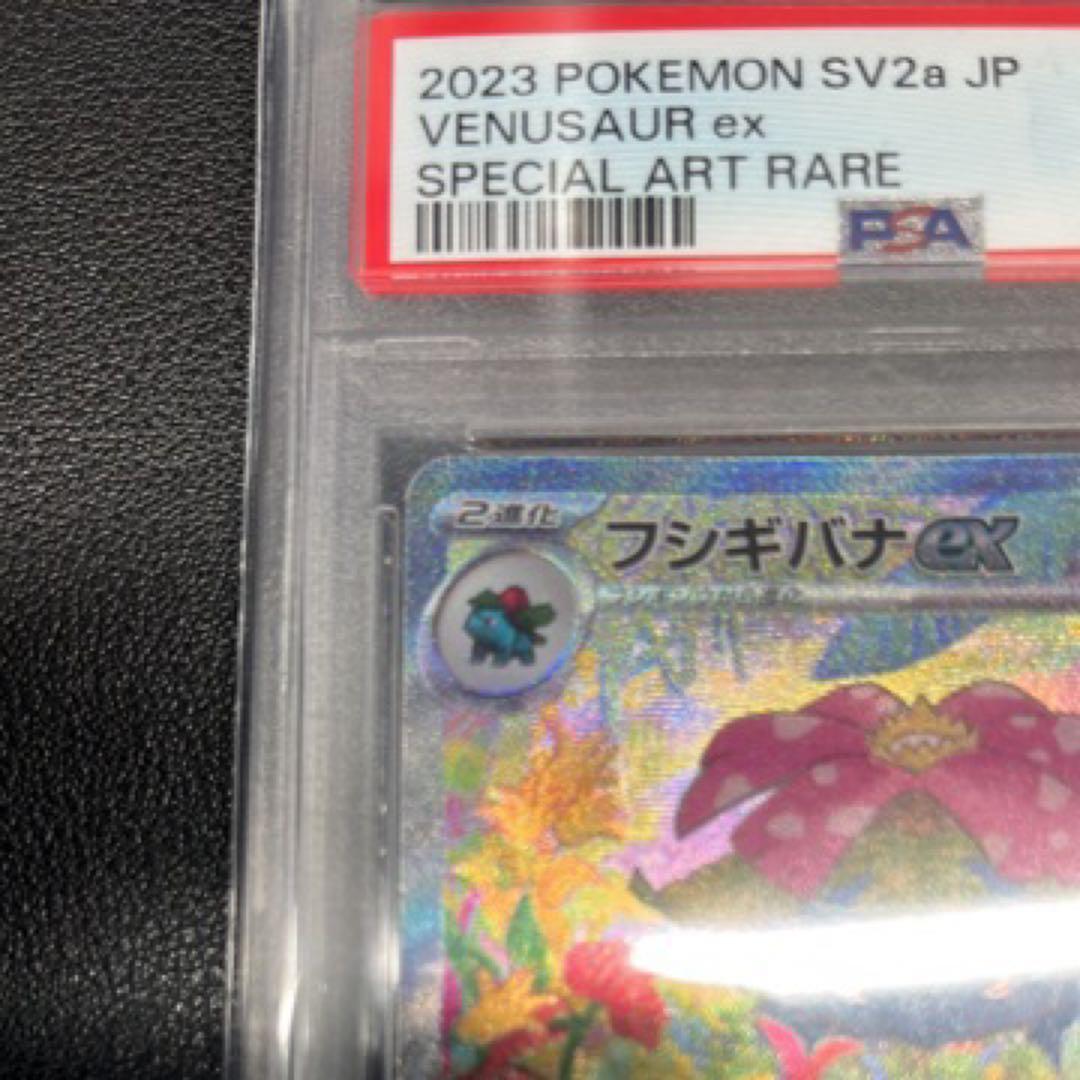 2023 POKEMON SV2a JP
VENUSAUR ex
SPECIAL ART RARE
PSA
2進化
フシギバナex